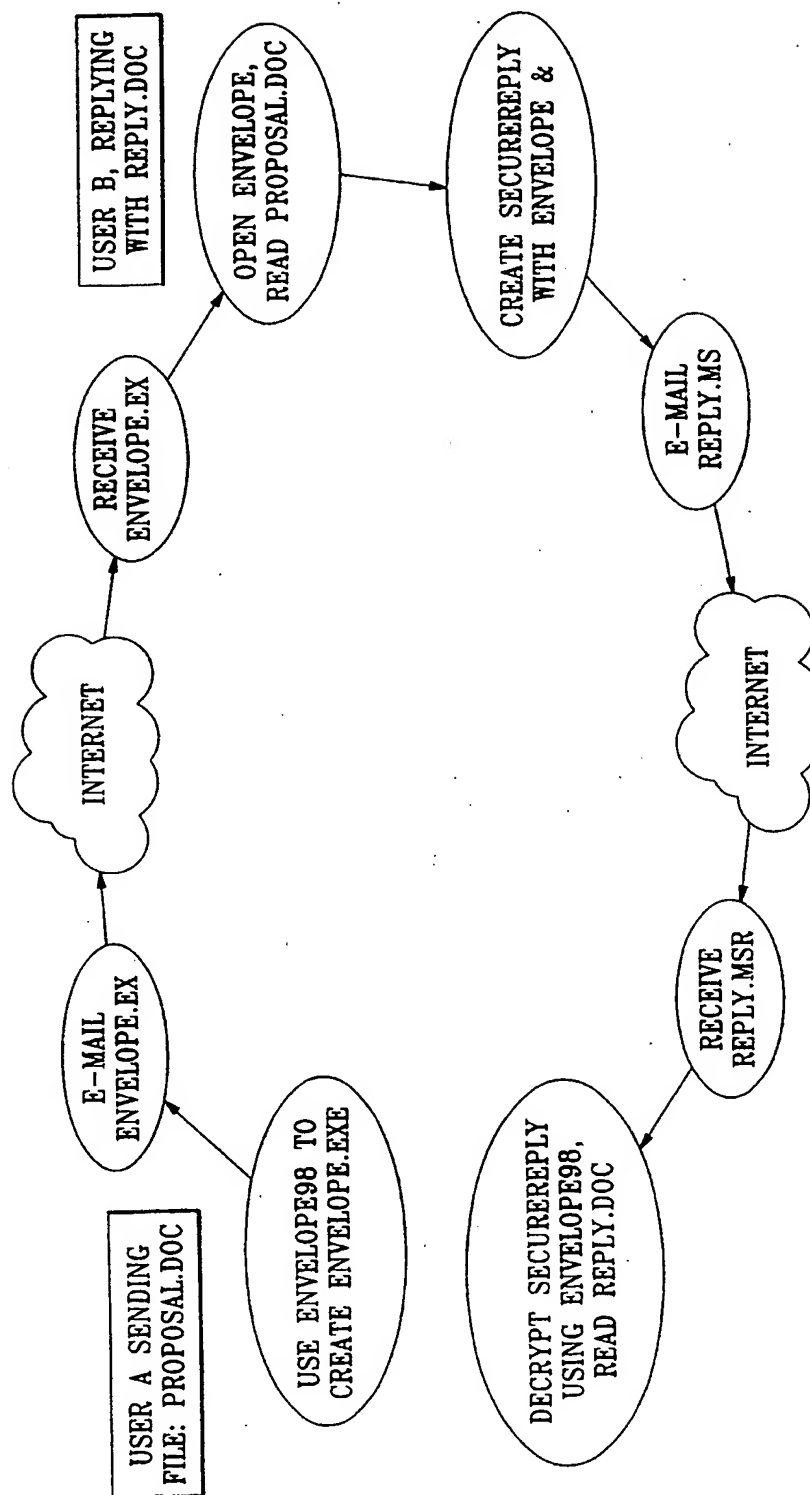 USER A SENDING
FILE: PROPOSAL.DOC
USE ENVELOPE98 TO
CREATE ENVELOPE.EXE
E-MAIL
ENVELOPE.EX
INTERNET
RECEIVE
ENVELOPE.EX
USER B, REPLYING
WITH REPLY.DOC
OPEN ENVELOPE,
READ PROPOSAL.DOC
CREATE SECUREREPLY
WITH ENVELOPE &
E-MAIL
REPLY.MS
INTERNET
RECEIVE
REPLY.MSR
DECRYPT SECUREREPLY
USING ENVELOPE98,
READ REPLY.DOC